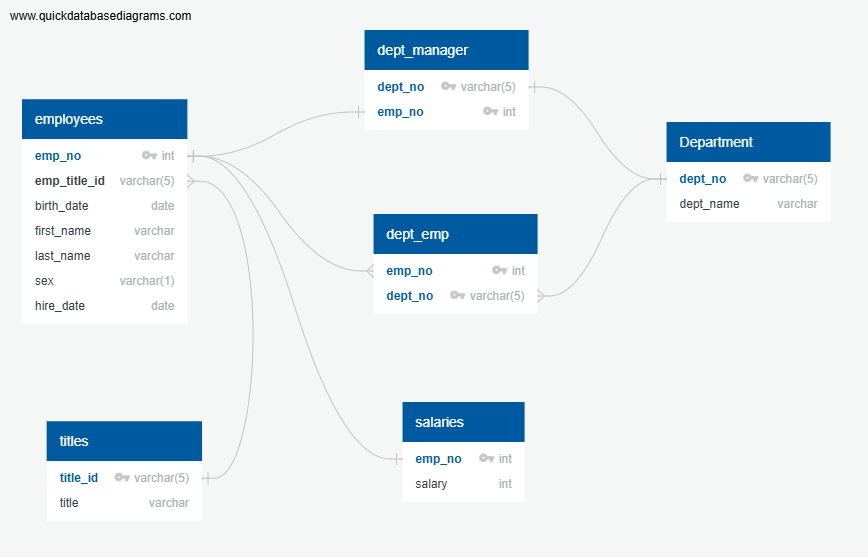 www.quickdatabasediagrams.com
dept_manager
dept_no varchar(5)
emp_no int
employees
emp_no int
emp_title_id varchar(5)
birth_date date
first_name varchar
last_name varchar
sex varchar(1)
hire_date date
Department
dept_no varchar(5)
dept_name varchar
dept_emp
emp_no int
dept_no varchar(5)
salaries
emp_no int
salary int
titles
title_id varchar(5)
title varchar